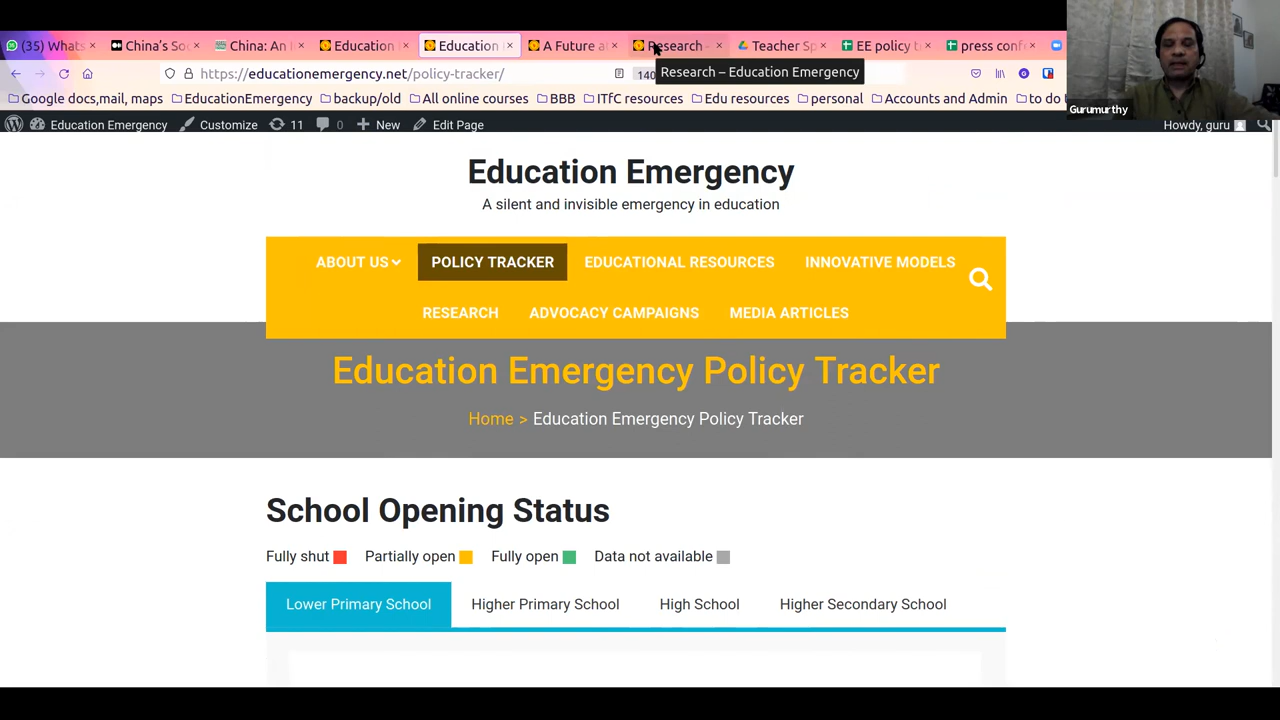 (35) Whats
China's So
China: An i
Education
Education
A Future a
Research
Teacher Sp
EE policy t
press conf
https://educationemergency.net/policy-tracker/
140
Research – Education Emergency
Gurumurthy
Google docs,mail, maps
EducationEmergency
backup/old
All online courses
BBB
ITfC resources
Edu resources
personal
Accounts and Admin
to do
Education Emergency
Customize
11
0
New
Edit Page
Howdy, guru
Education Emergency
A silent and invisible emergency in education
ABOUT US
POLICY TRACKER
EDUCATIONAL RESOURCES
INNOVATIVE MODELS
RESEARCH
ADVOCACY CAMPAIGNS
MEDIA ARTICLES
Education Emergency Policy Tracker
Home > Education Emergency Policy Tracker
School Opening Status
Fully shut
Partially open
Fully open
Data not available
Lower Primary School
Higher Primary School
High School
Higher Secondary School